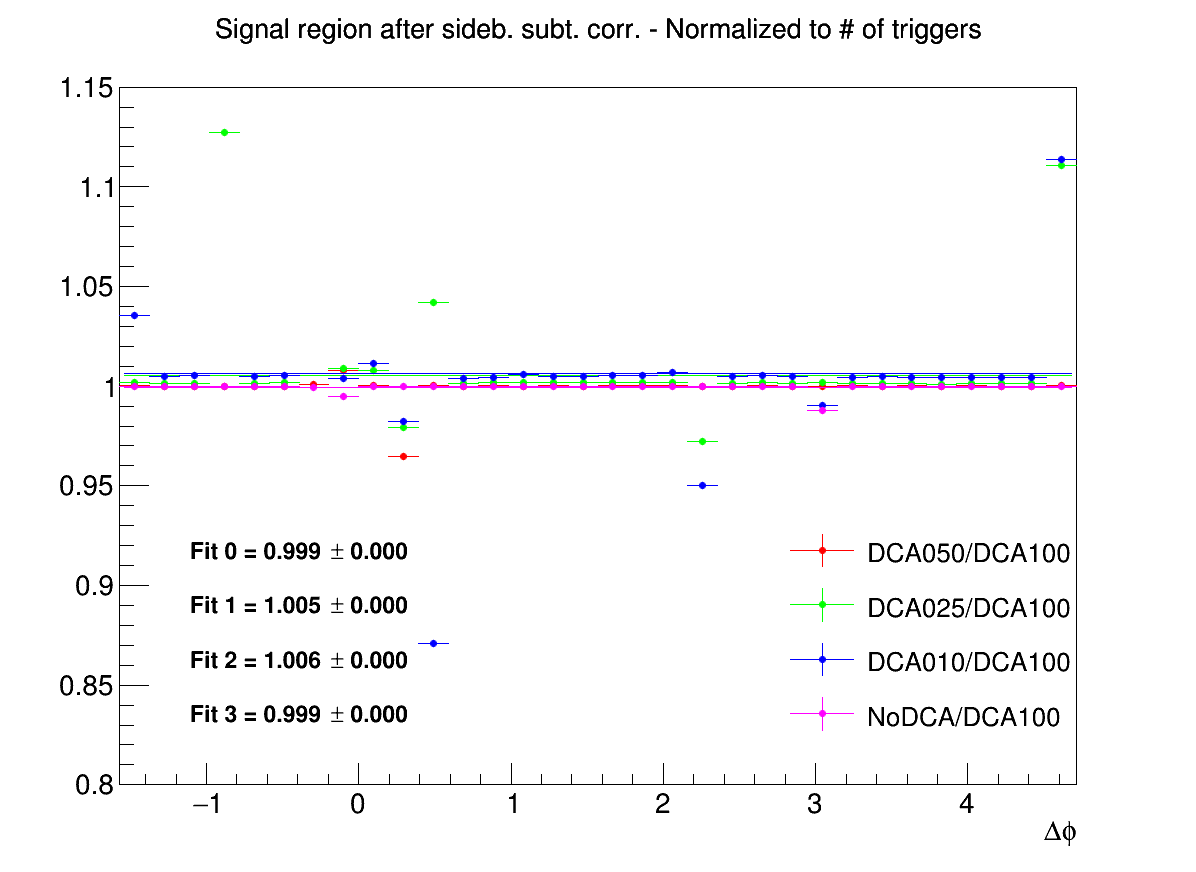 Signal region after sideb. subt. corr. - Normalized to # of triggers
1.15
1.1
1.05
1
0.95
0.9
0.85
0.8
Fit 0 = 0.999 ± 0.000
Fit 1 = 1.005 ± 0.000
Fit 2 = 1.006 ± 0.000
Fit 3 = 0.999 ± 0.000
DCA050/DCA100
DCA025/DCA100
DCA010/DCA100
NoDCA/DCA100
−1 0 1 2 3 4
Δϕ